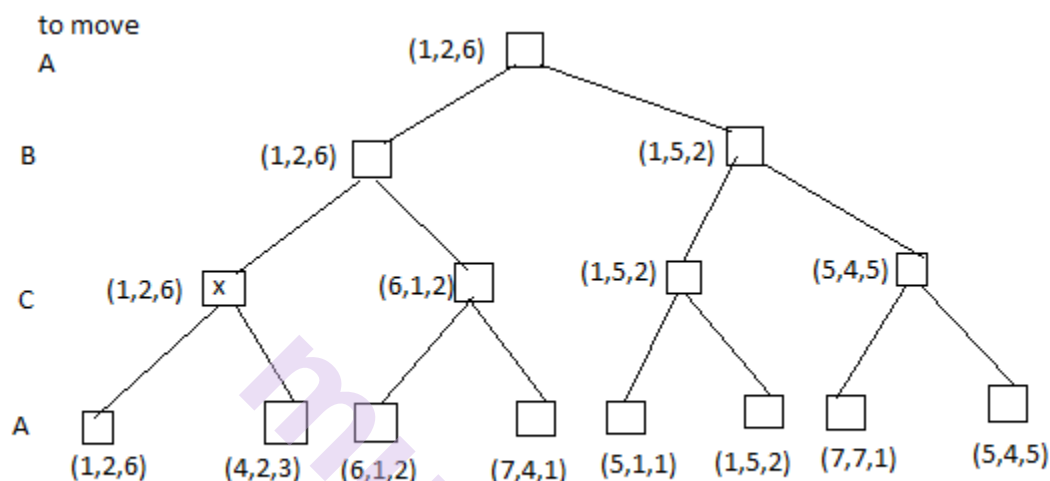 to move
A
(1,2,6)
B
(1,2,6)
(1,5,2)
C
(1,2,6)
x
(6,1,2)
(1,5,2)
(5,4,5)
A
(1,2,6)
(4,2,3)
(6,1,2)
(7,4,1)
(5,1,1)
(1,5,2)
(7,7,1)
(5,4,5)